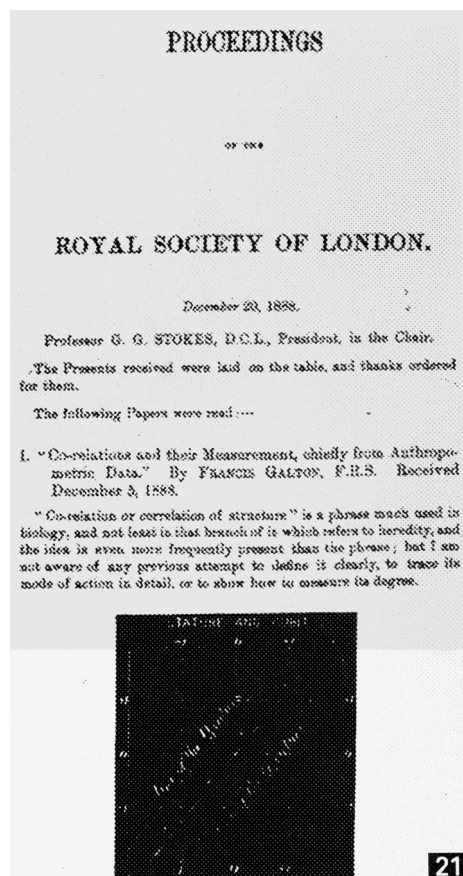 PROCEEDINGS
OF THE
ROYAL SOCIETY OF LONDON.
December 20, 1888.
Professor G. G. STOKES, D.C.L., President, in the Chair.
The Presents received were laid on the table, and thanks ordered
for them.
The following Papers were read :—
I. "Co-relations and their Measurement, chiefly from Anthropo-
metric Data." By FRANCIS GALTON, F.R.S. Received
December 5, 1888.
"Co-relation or correlation of structure" is a phrase much used in
biology, and not least in that branch of it which refers to heredity, and
the idea is even more frequently present than the phrase; but I am
not aware of any previous attempt to define it clearly, to trace its
mode of action in detail, or to show how to measure its degree.
STATURE AND CUBIT
21